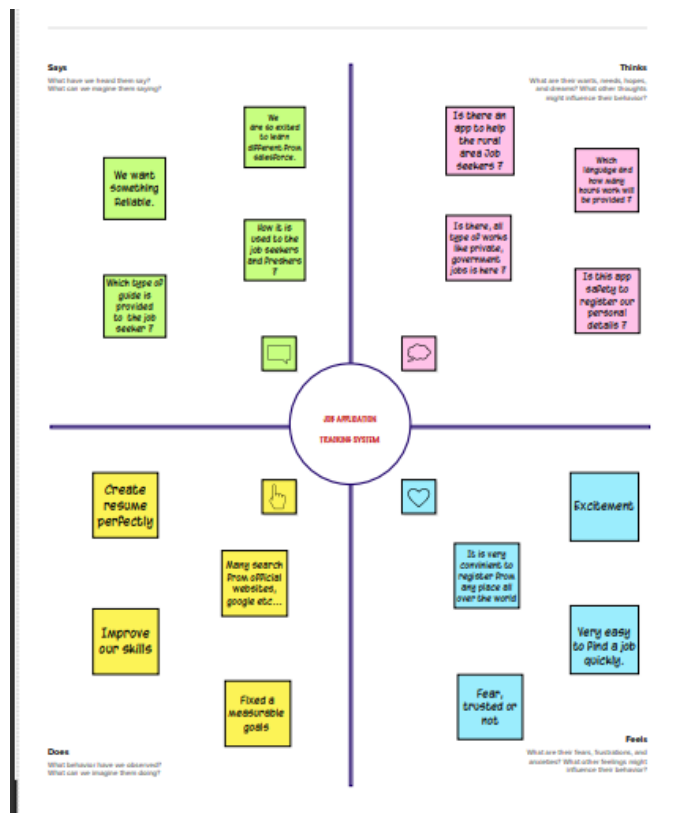 Says
What have we heard them say?
What can we imagine them saying?
We
are so exited
to learn
different from
salesforce.
We want
something
Reliable.
How it is
used to the
job seekers
and freshers
?
Which type of
guide is
provided
to the job
seeker ?
Thinks
What are their wants, needs, hopes,
and dreams? What other thoughts
might influence their behavior?
Is there an
app to help
the rural
area Job
seekers ?
Which
language and
how many
hours work will
be provided ?
Is there, all
type of works
like private,
government
jobs is here ?
Is this app
safety to
register our
personal
details ?
JOB APPLICATION
TRACKING SYSTEM
Create
resume
perfectly
Many search
from official
websites,
google etc...
Improve
our skills
Fixed a
measurable
goals
Does
What behavior have we observed?
What can we imagine them doing?
Excitement
It is very
convinient to
register from
any place all
over the world
Very easy
to find a job
quickly.
Fear,
trusted or
not
Feels
What are their fears, frustrations, and
anxieties? What other feelings might
influence their behavior?